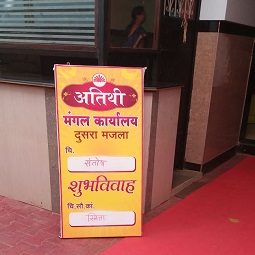 अतिथी
मंगल कार्यालय
दुसरा मजला
चि.
संतोष
शुभविवाह
चि.सौ.कां.